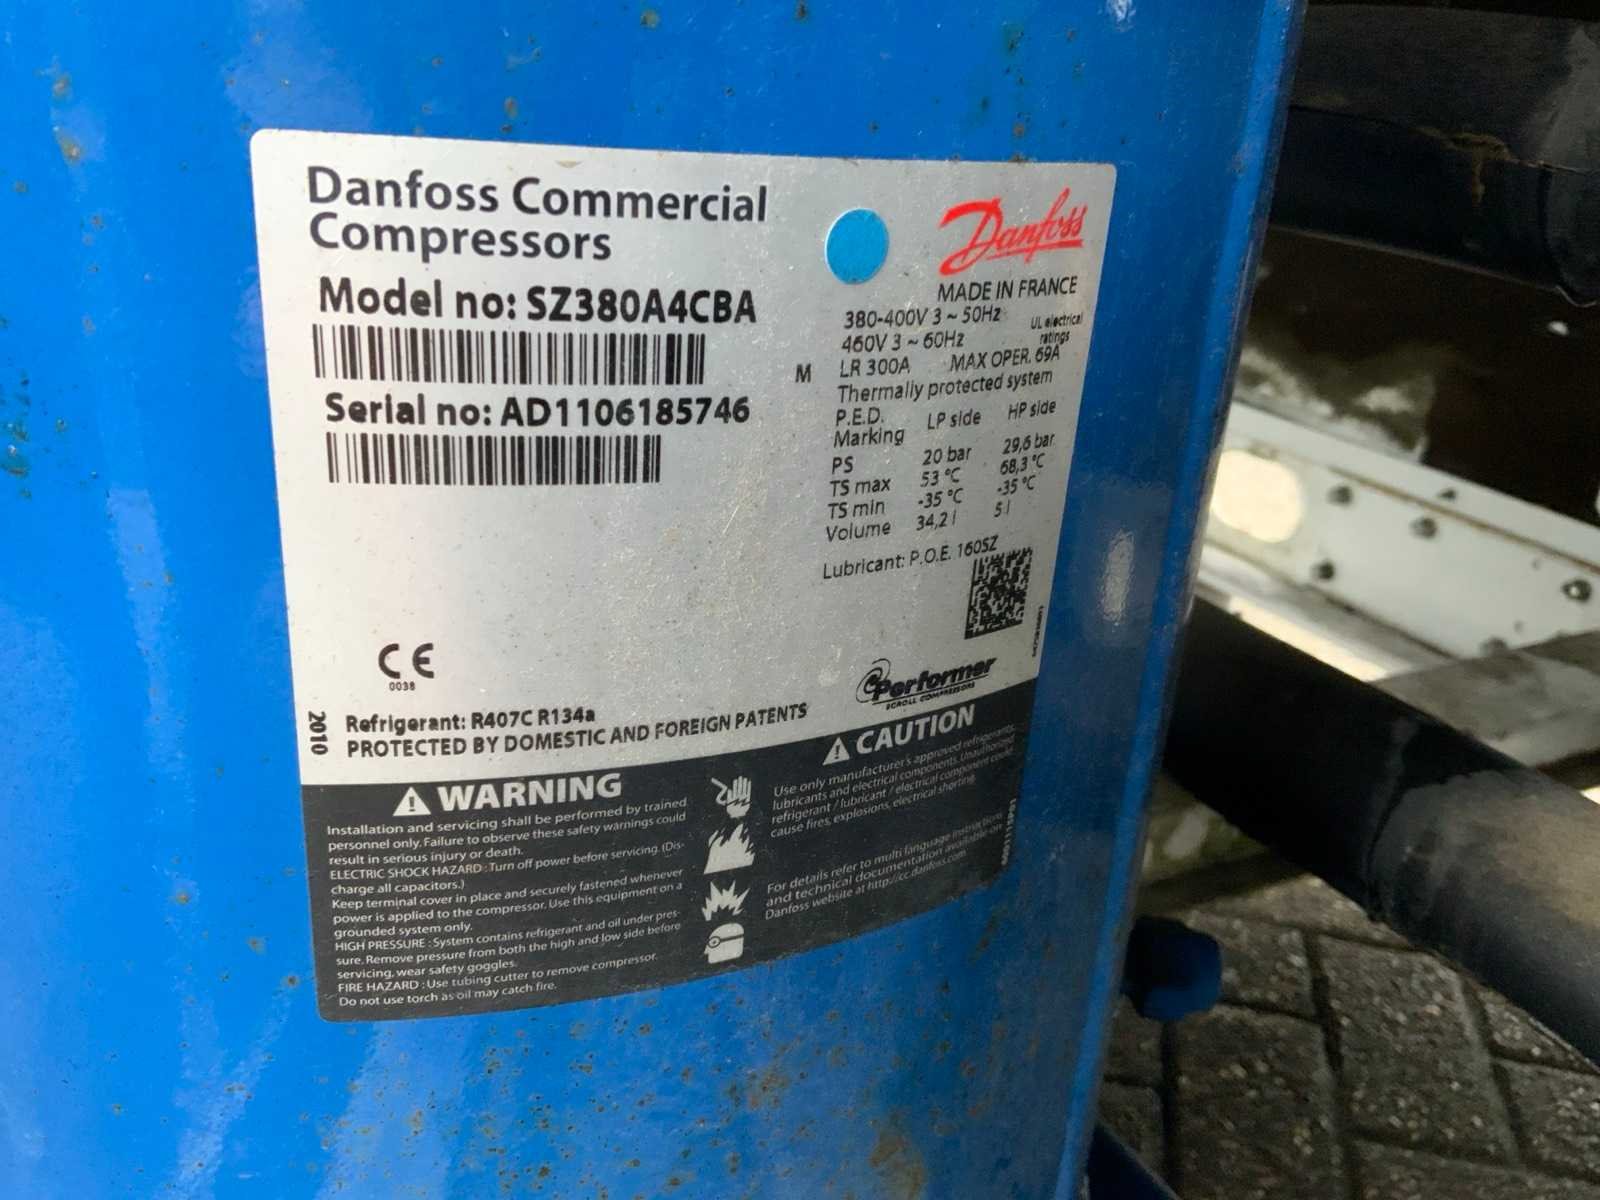 Danfoss Commercial
Compressors
Model no: SZ380A4CBA
Serial no: AD1106185746
Danfoss
MADE IN FRANCE
380-400V 3 ~ 50Hz
460V 3 ~ 60Hz
UL electrical
ratings
M
LR 300A MAX OPER. 69A
Thermally protected system
P.E.D. LP side HP side
Marking
PS 20 bar 29,6 bar
TS max 53 °C 68,3 °C
TS min -35 °C -35 °C
Volume 34,2 l 5 l
Lubricant: P.O.E. 160SZ
CE
0038
Performer
SCROLL COMPRESSORS
2010
Refrigerant: R407C R134a
PROTECTED BY DOMESTIC AND FOREIGN PATENTS
WARNING
Installation and servicing shall be performed by trained
personnel only. Failure to observe these safety warnings could
result in serious injury or death.
ELECTRIC SHOCK HAZARD : Turn off power before servicing. (Dis-
charge all capacitors.)
Keep terminal cover in place and securely fastened whenever
power is applied to the compressor. Use this equipment on a
grounded system only.
HIGH PRESSURE : System contains refrigerant and oil under pres-
sure. Remove pressure from both the high and low side before
servicing, wear safety goggles.
FIRE HAZARD : Use tubing cutter to remove compressor.
Do not use torch as oil may catch fire.
CAUTION
Use only manufacturer's approved refrigerants,
lubricants and electrical components. Unauthorized
refrigerant / lubricant / electrical component could
cause fires, explosions, electrical shorting.
For details refer to multi language instructions
and technical documentation available on
Danfoss website at http://cc.danfoss.com